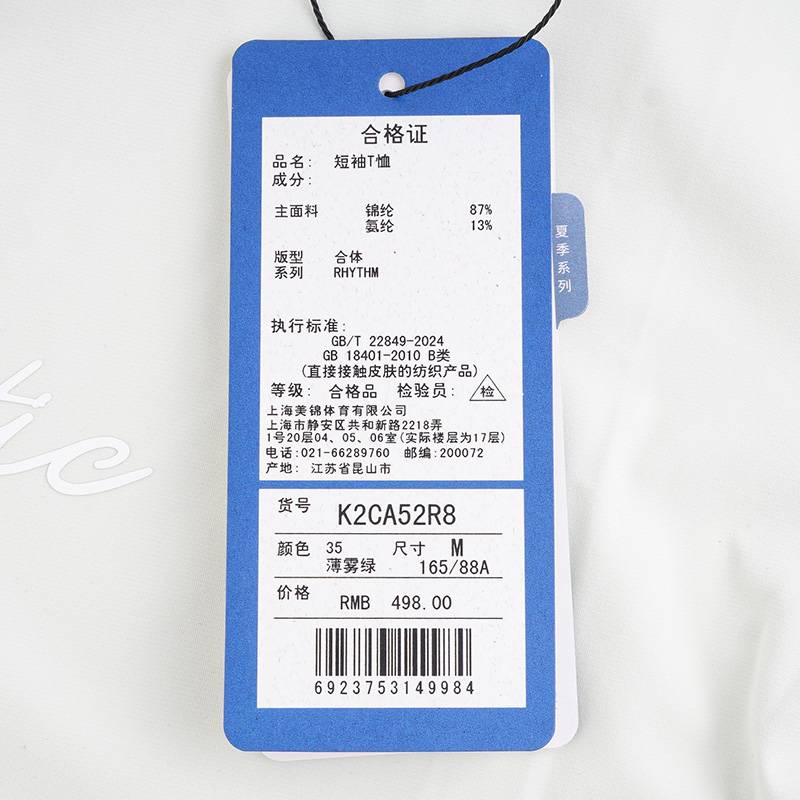 合格证
品名: 短袖T恤
成分:
主面料 锦纶 87%
氨纶 13%
版型 合体
系列 RHYTHM
执行标准:
GB/T 22849-2024
GB 18401-2010 B类
(直接接触皮肤的纺织产品)
等级: 合格品 检验员: 检
上海美锦体育有限公司
上海市静安区共和新路2218弄
1号20层04、05、06室(实际楼层为17层)
电话:021-66289760 邮编:200072
产地: 江苏省昆山市
货号 K2CA52R8
颜色 35 尺寸 M
薄雾绿 165/88A
价格 RMB 498.00
6923753149984
夏季系列
tic